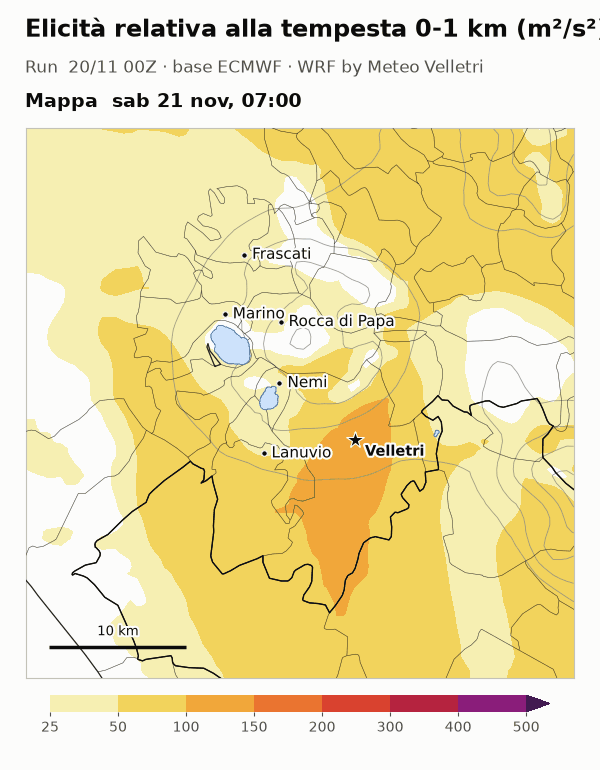 Elicità relativa alla tempesta 0-1 km (m²/s²)
Run  20/11 00Z · base ECMWF · WRF by Meteo Velletri
Mappa  sab 21 nov, 07:00
Frascati
Marino
Rocca di Papa
Nemi
Velletri
Lanuvio
10 km
25 50 100 150 200 300 400 500